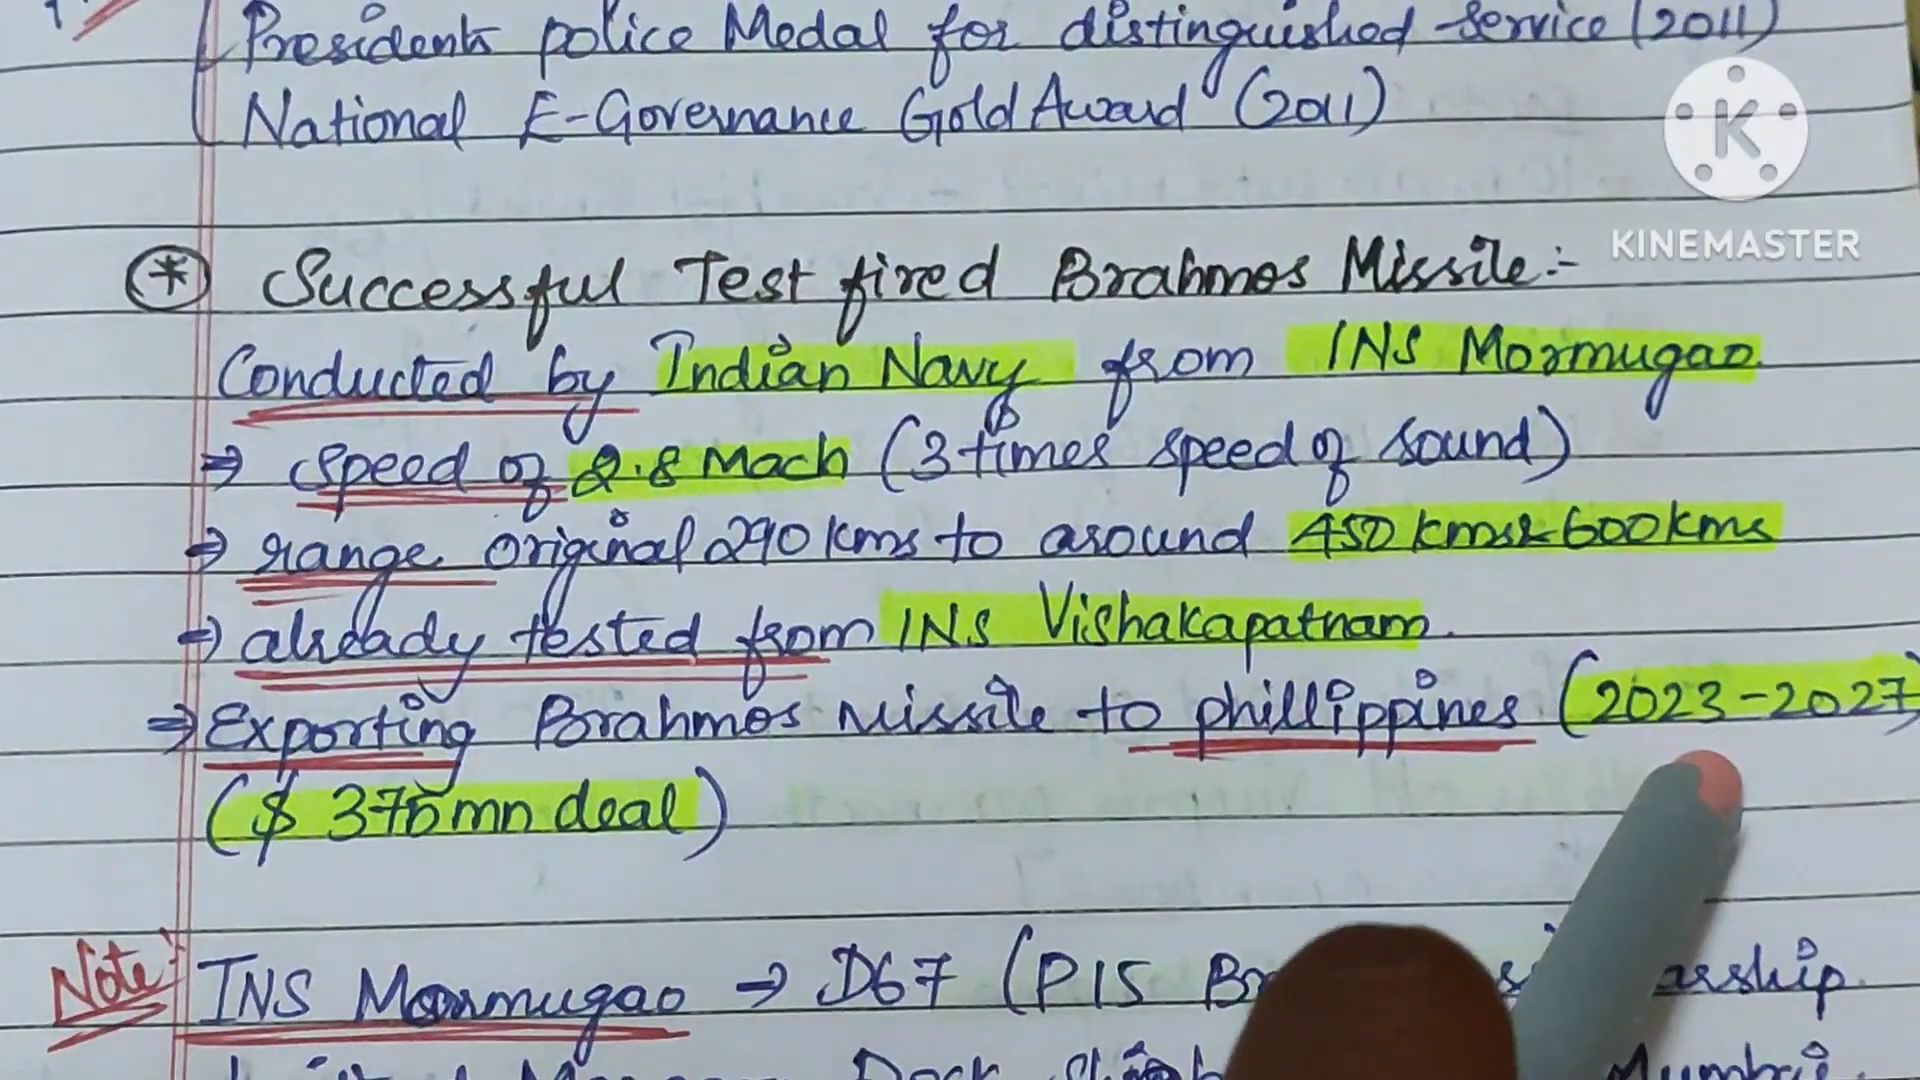 Presidents police Medal for distinguished service (2011)
National E-Governance Gold Award (2011)
K
KINEMASTER
* Successful Test fired Brahmos Missile:-
Conducted by Indian Navy from INS Mormugao
⇒ speed of 2.8 Mach (3 times speed of sound)
⇒ range original 290 kms to around 450 kms & 600 kms
⇒ already tested from INS Vishakapatnam.
⇒ Exporting Brahmos Missile to phillippines (2023-2027)
($ 375 mn deal)
Note:- INS Mormugao → D67 (P15 arship.
Dock Mumbai.